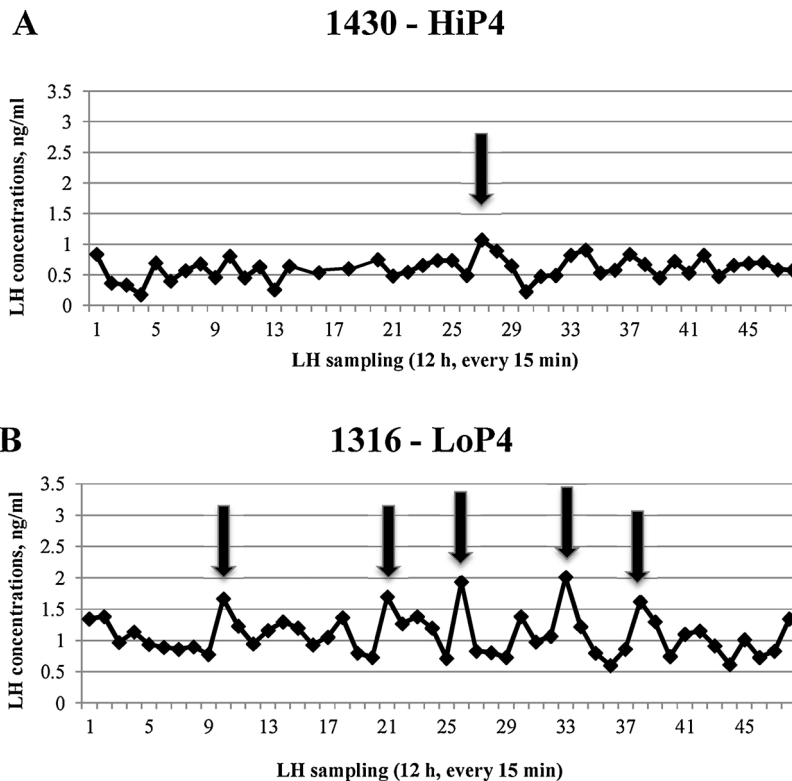 A
1430 - HiP4
LH concentrations, ng/ml
3.5
3
2.5
2
1.5
1
0.5
0
1 5 9 13 17 21 25 29 33 37 41 45
LH sampling (12 h, every 15 min)
B
1316 - LoP4
LH concentrations, ng/ml
3.5
3
2.5
2
1.5
1
0.5
0
1 5 9 13 17 21 25 29 33 37 41 45
LH sampling (12 h, every 15 min)